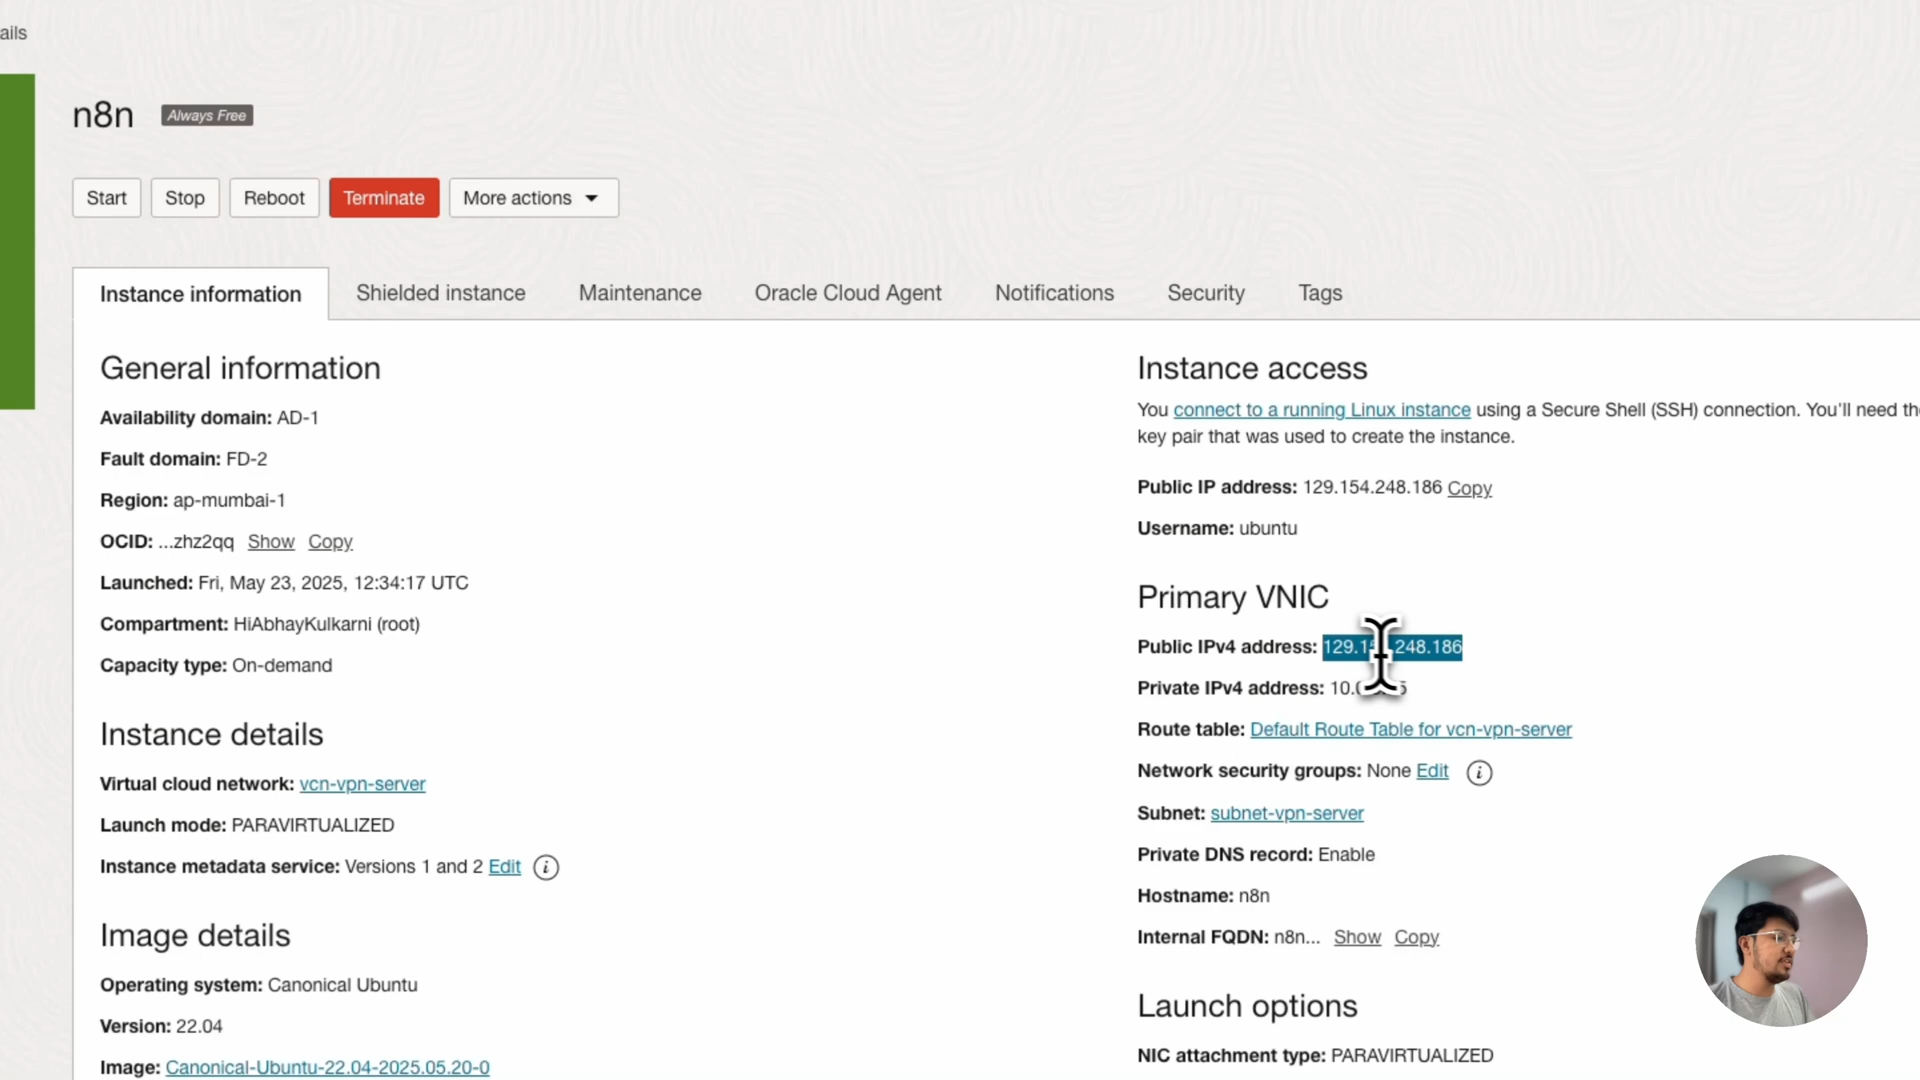 ails
n8n Always Free
Start Stop Reboot Terminate More actions
Instance information Shielded instance Maintenance Oracle Cloud Agent Notifications Security Tags
General information
Availability domain: AD-1
Fault domain: FD-2
Region: ap-mumbai-1
OCID: ...zhz2qq Show Copy
Launched: Fri, May 23, 2025, 12:34:17 UTC
Compartment: HiAbhayKulkarni (root)
Capacity type: On-demand
Instance details
Virtual cloud network: vcn-vpn-server
Launch mode: PARAVIRTUALIZED
Instance metadata service: Versions 1 and 2 Edit
Image details
Operating system: Canonical Ubuntu
Version: 22.04
Image: Canonical-Ubuntu-22.04-2025.05.20-0
Instance access
You connect to a running Linux instance using a Secure Shell (SSH) connection. You'll need the
key pair that was used to create the instance.
Public IP address: 129.154.248.186 Copy
Username: ubuntu
Primary VNIC
Public IPv4 address: 129.154.248.186
Private IPv4 address:
Route table: Default Route Table for vcn-vpn-server
Network security groups: None Edit
Subnet: subnet-vpn-server
Private DNS record: Enable
Hostname: n8n
Internal FQDN: n8n... Show Copy
Launch options
NIC attachment type: PARAVIRTUALIZED